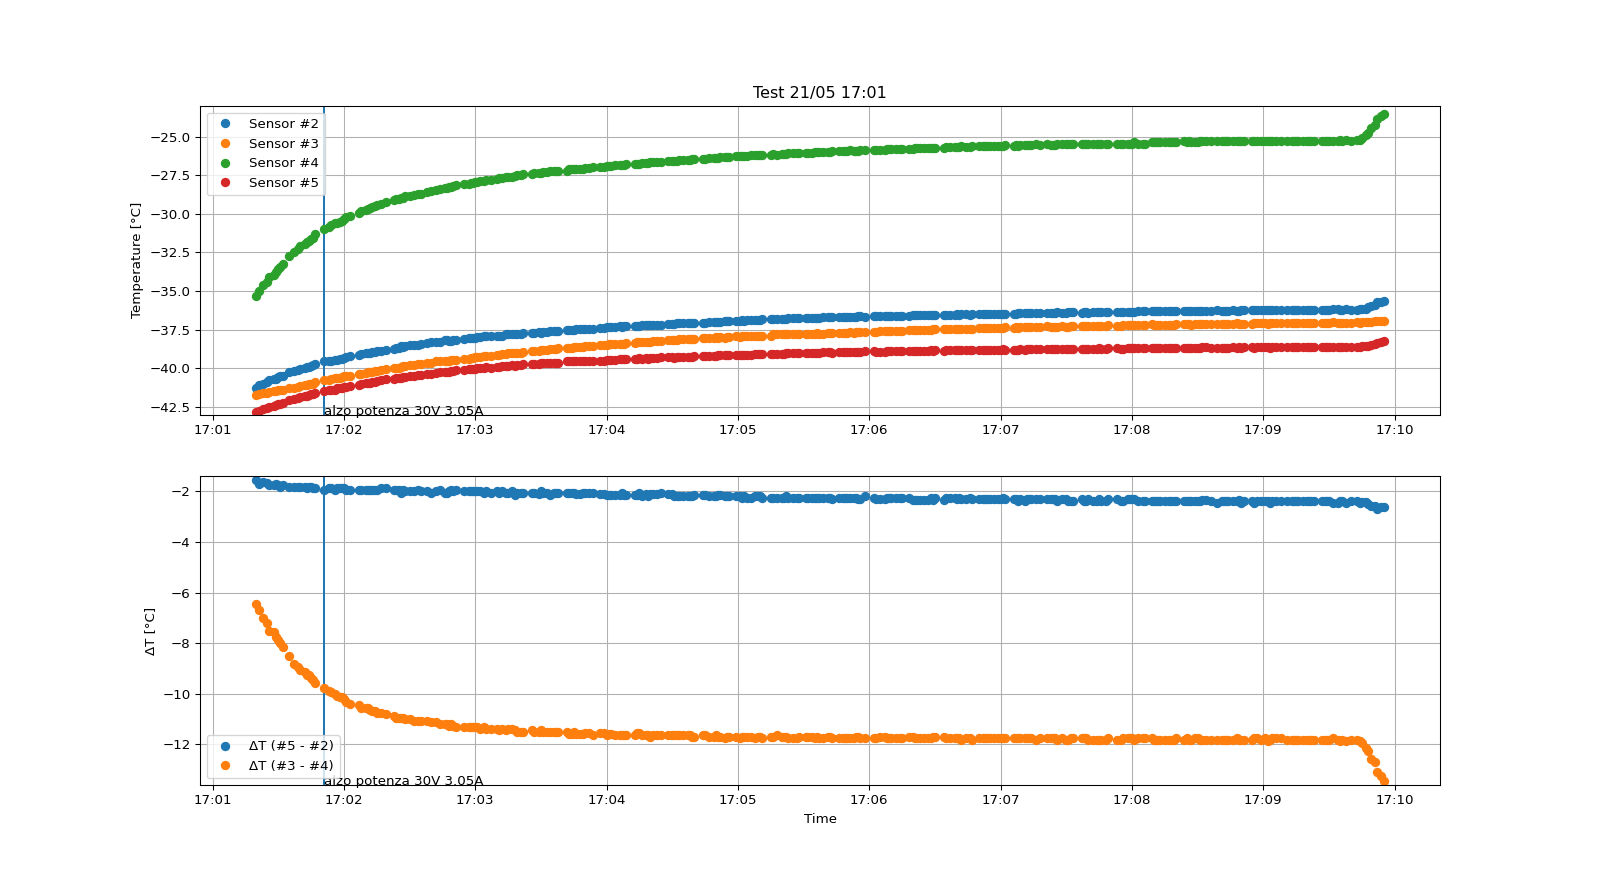 Test 21/05 17:01
Temperature [°C]
−25.0
−27.5
−30.0
−32.5
−35.0
−37.5
−40.0
−42.5
Sensor #2
Sensor #3
Sensor #4
Sensor #5
alzo potenza 30V 3.05A
17:01 17:02 17:03 17:04 17:05 17:06 17:07 17:08 17:09 17:10
ΔT [°C]
−2
−4
−6
−8
−10
−12
ΔT (#5 - #2)
ΔT (#3 - #4)
alzo potenza 30V 3.05A
17:01 17:02 17:03 17:04 17:05 17:06 17:07 17:08 17:09 17:10
Time